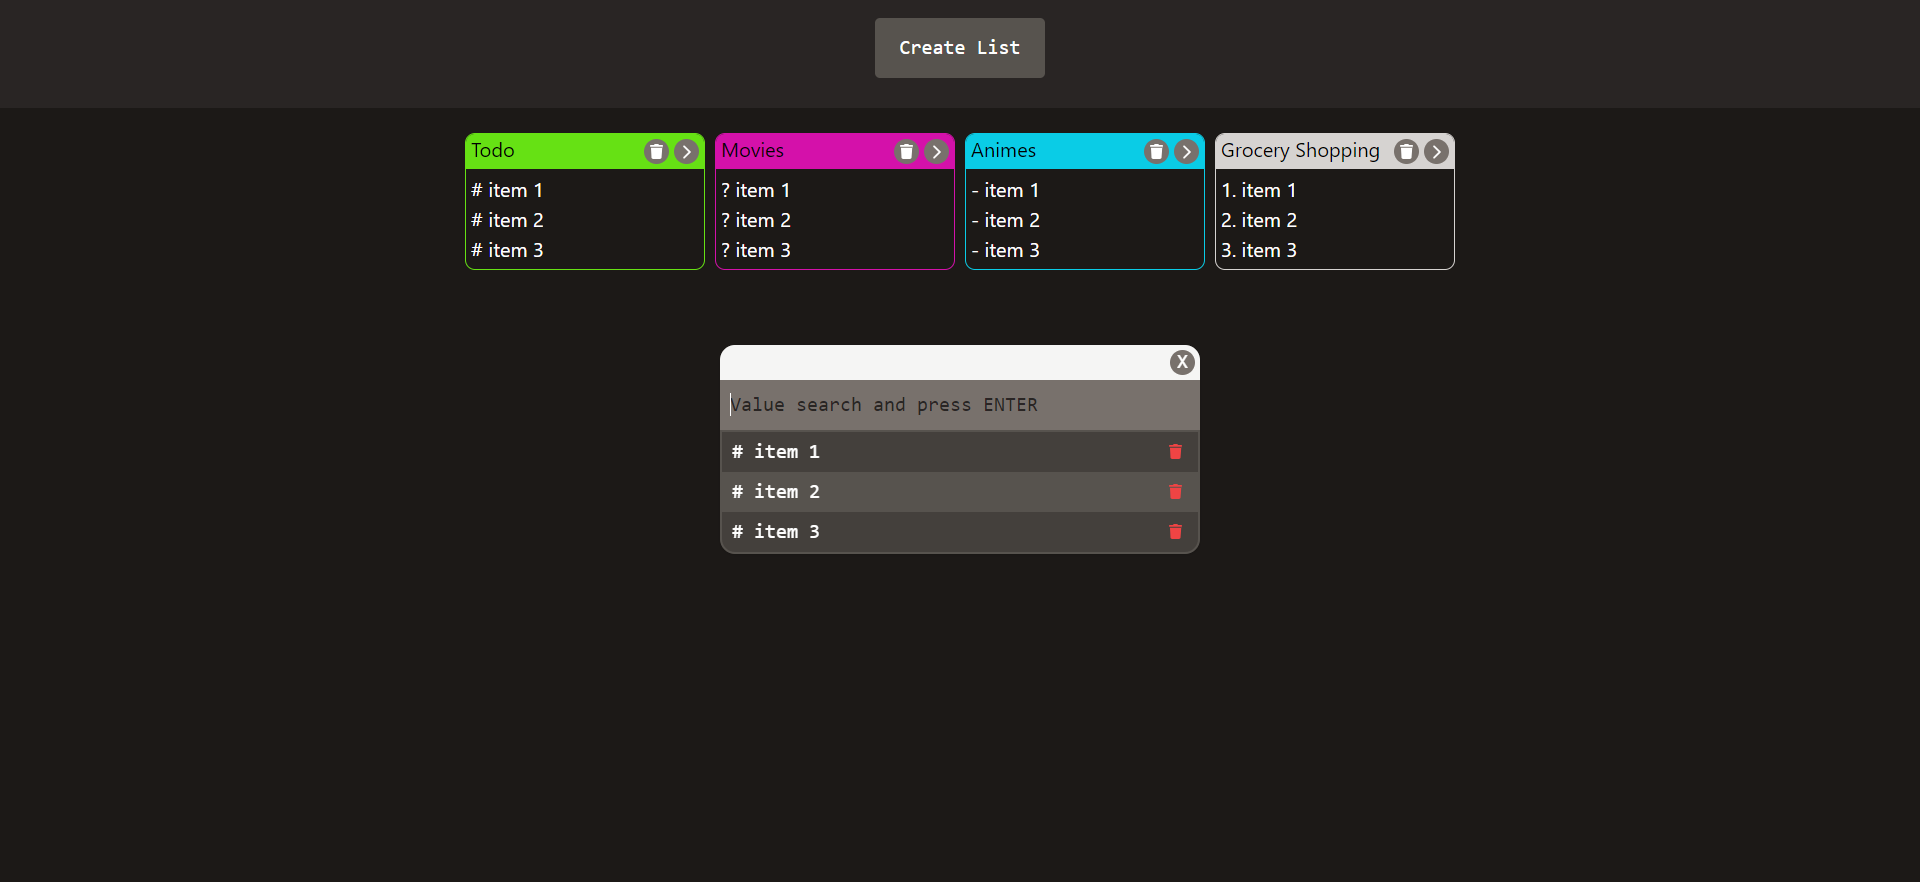 Create List
Todo
# item 1
# item 2
# item 3
Movies
? item 1
? item 2
? item 3
Animes
- item 1
- item 2
- item 3
Grocery Shopping
1. item 1
2. item 2
3. item 3
X
Value search and press ENTER
# item 1
# item 2
# item 3